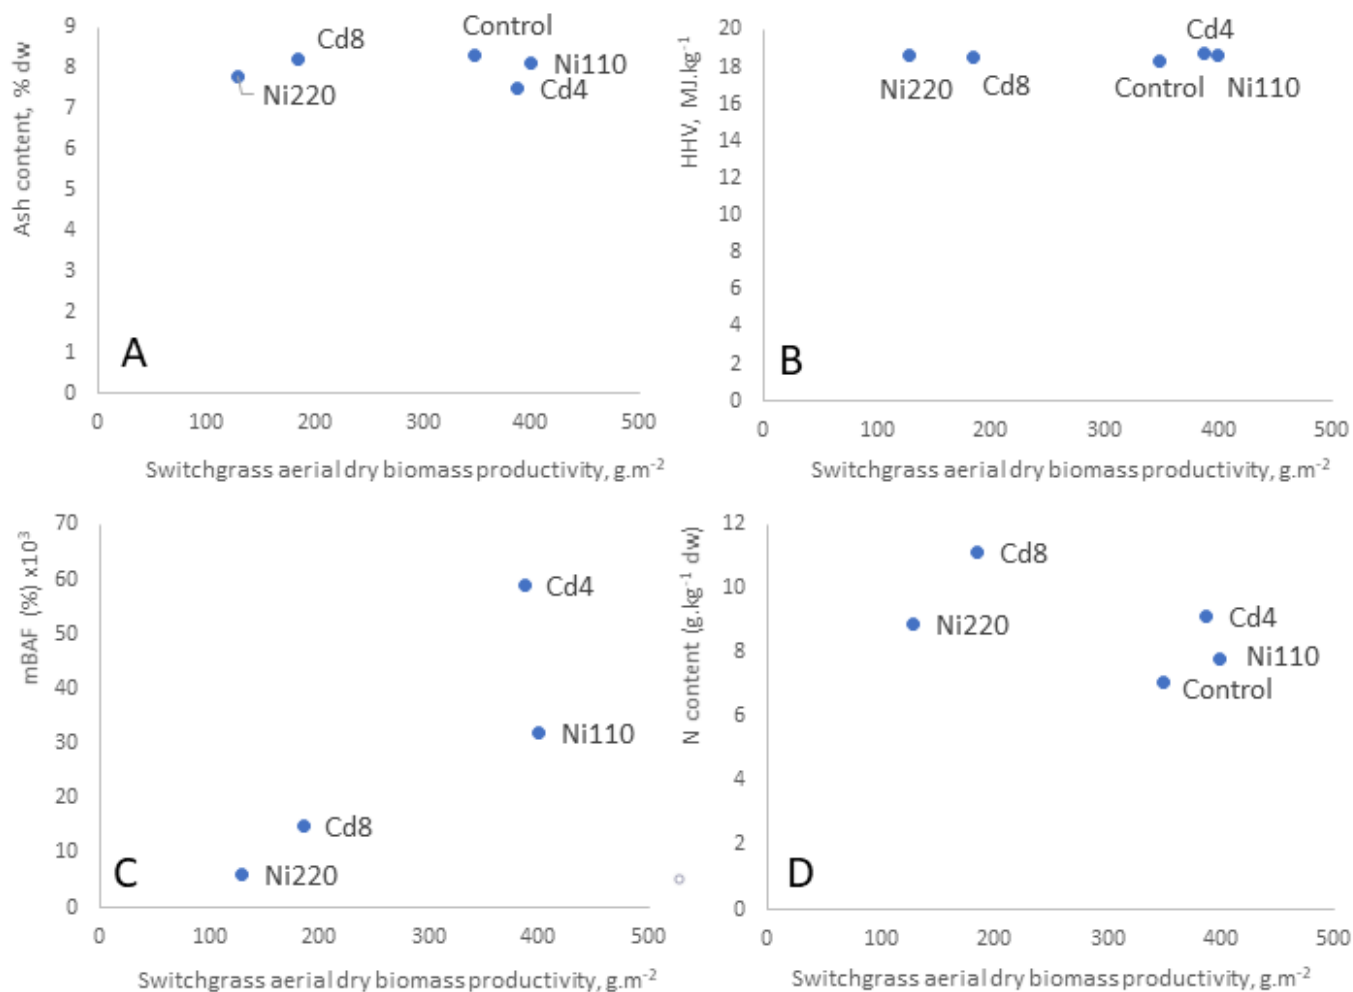 Ash content, % dw
9
8
7
6
5
4
3
2
1
0
Control
Cd8
Ni110
Cd4
Ni220
A
0 100 200 300 400 500
Switchgrass aerial dry biomass productivity, g.m⁻²
HHV, MJ.kg⁻¹
20
18
16
14
12
10
8
6
4
2
0
Cd4
Ni220 Cd8 Control Ni110
B
0 100 200 300 400 500
Switchgrass aerial dry biomass productivity, g.m⁻²
mBAF (%) x10³
70
60
50
40
30
20
10
0
Cd4
Ni110
Cd8
Ni220
C
0 100 200 300 400 500
Switchgrass aerial dry biomass productivity, g.m⁻²
N content (g.kg⁻¹ dw)
12
10
8
6
4
2
0
Cd8
Ni220
Cd4
Ni110
Control
D
0 100 200 300 400 500
Switchgrass aerial dry biomass productivity, g.m⁻²